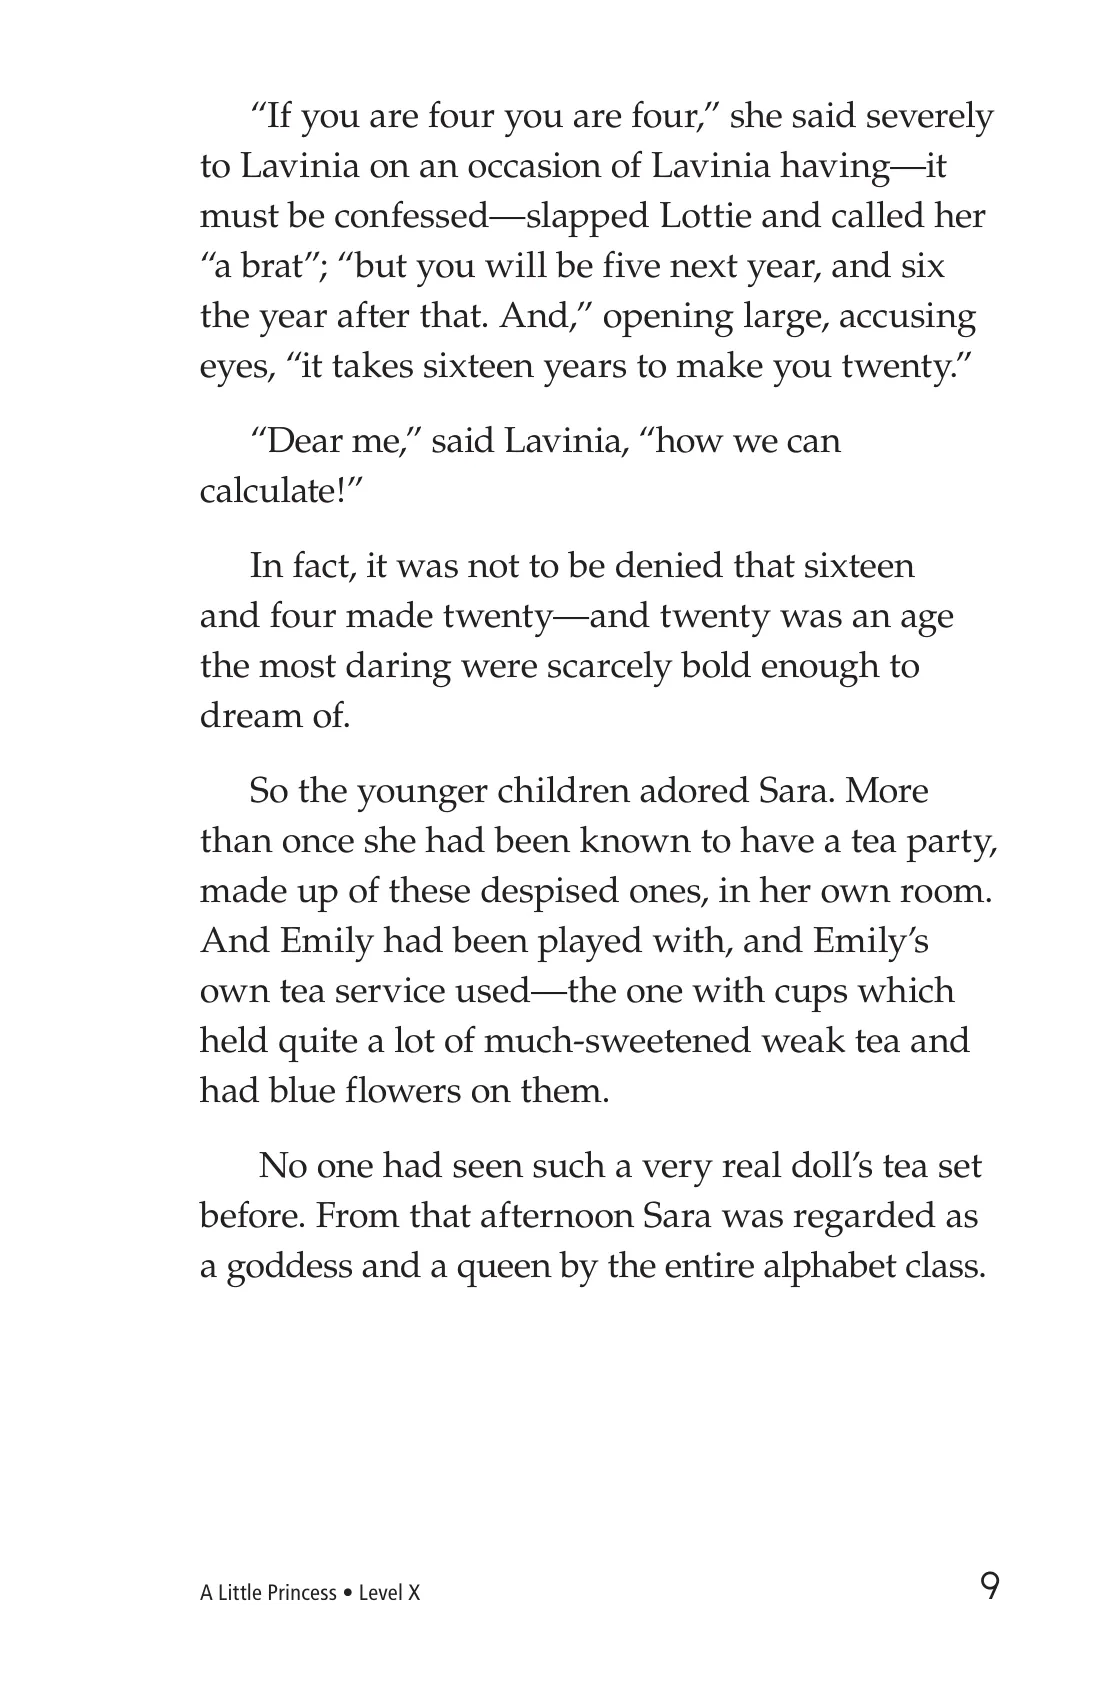 “If you are four you are four,” she said severely
to Lavinia on an occasion of Lavinia having—it
must be confessed—slapped Lottie and called her
“a brat”; “but you will be five next year, and six
the year after that. And,” opening large, accusing
eyes, “it takes sixteen years to make you twenty.”
“Dear me,” said Lavinia, “how we can
calculate!”
In fact, it was not to be denied that sixteen
and four made twenty—and twenty was an age
the most daring were scarcely bold enough to
dream of.
So the younger children adored Sara. More
than once she had been known to have a tea party,
made up of these despised ones, in her own room.
And Emily had been played with, and Emily’s
own tea service used—the one with cups which
held quite a lot of much-sweetened weak tea and
had blue flowers on them.
No one had seen such a very real doll’s tea set
before. From that afternoon Sara was regarded as
a goddess and a queen by the entire alphabet class.
A Little Princess • Level X
9